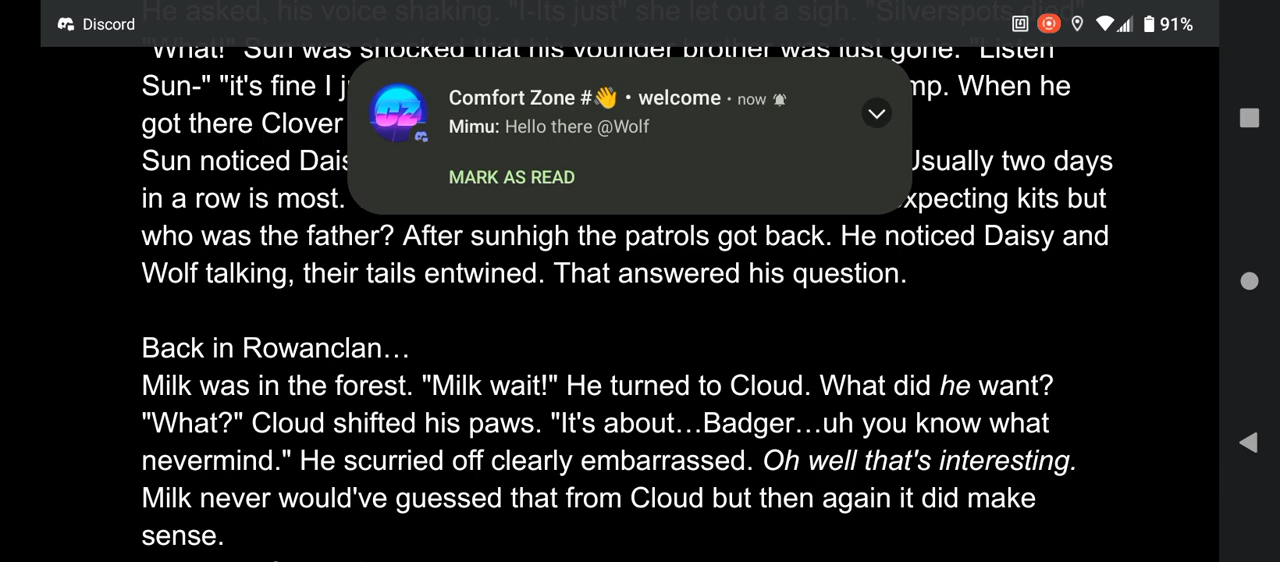 Discord
91%
He asked, his voice shaking. "I-Its just" she let out a sigh. "Silverspots died"
"What!" Sun was shocked that his younder brother was just gone. "Listen
Sun-" "it's fine I
mp. When he
got there Clover
Sun noticed
Usually two days
in a row is most.
expecting kits but
who was the father? After sunhigh the patrols got back. He noticed Daisy and
Wolf talking, their tails entwined. That answered his question.
CZ
Comfort Zone #👋 • welcome • now
Mimu: Hello there @Wolf
MARK AS READ
Back in Rowanclan…
Milk was in the forest. "Milk wait!" He turned to Cloud. What did he want?
"What?" Cloud shifted his paws. "It's about…Badger…uh you know what
nevermind." He scurried off clearly embarrassed. Oh well that's interesting.
Milk never would've guessed that from Cloud but then again it did make
sense.